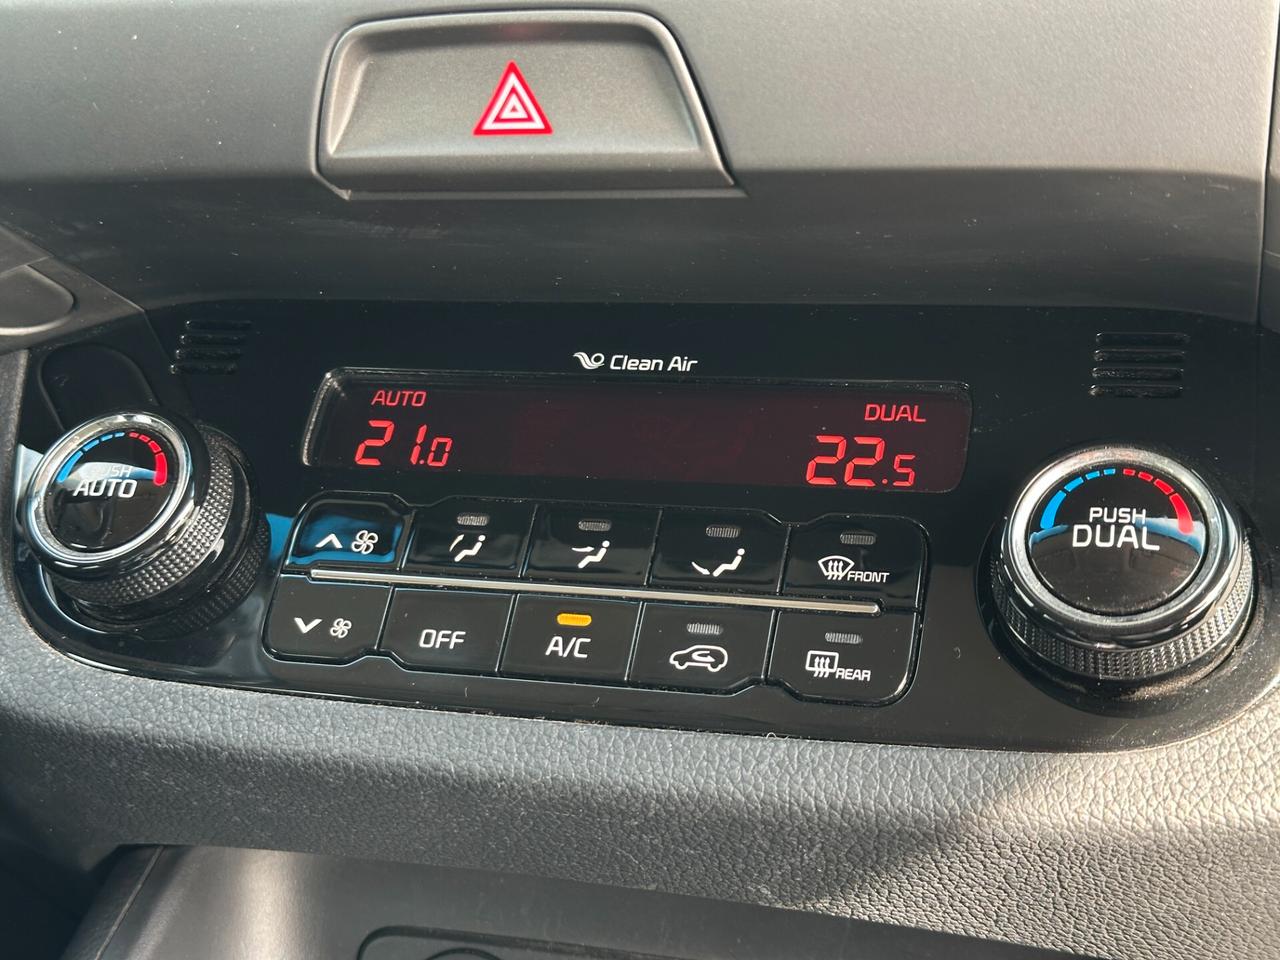 Clean Air
AUTO
DUAL
21.0
22.5
PUSH
AUTO
PUSH
DUAL
FRONT
OFF
A/C
REAR